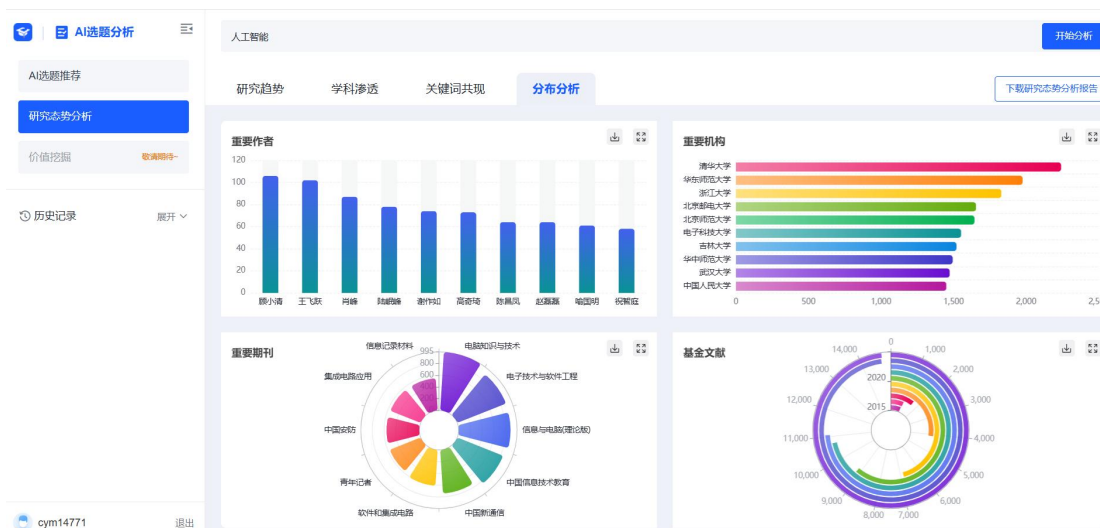 AI选题分析
人工智能
开始分析
AI选题推荐
研究态势分析
价值挖掘
敬请期待~
历史记录
展开
研究趋势
学科渗透
关键词共现
分布分析
下载研究态势分析报告
重要作者
120
100
80
60
40
20
0
顾小清 王飞跃 肖峰 陆岷峰 谢作如 高奇琦 陈昌凤 赵磊磊 喻国明 祝智庭
重要机构
清华大学
华东师范大学
浙江大学
北京邮电大学
北京师范大学
电子科技大学
吉林大学
华中师范大学
武汉大学
中国人民大学
0 500 1,000 1,500 2,000 2,5
重要期刊
信息记录材料
995
电脑知识与技术
800
600
400
集成电路应用
电子技术与软件工程
中国安防
信息与电脑(理论版)
青年记者
中国信息技术教育
软件和集成电路
中国新通信
基金文献
0
14,000
1,000
13,000
2020
2,000
12,000
2015
3,000
11,000
4,000
10,000
5,000
9,000
6,000
8,000
7,000
cym14771
退出